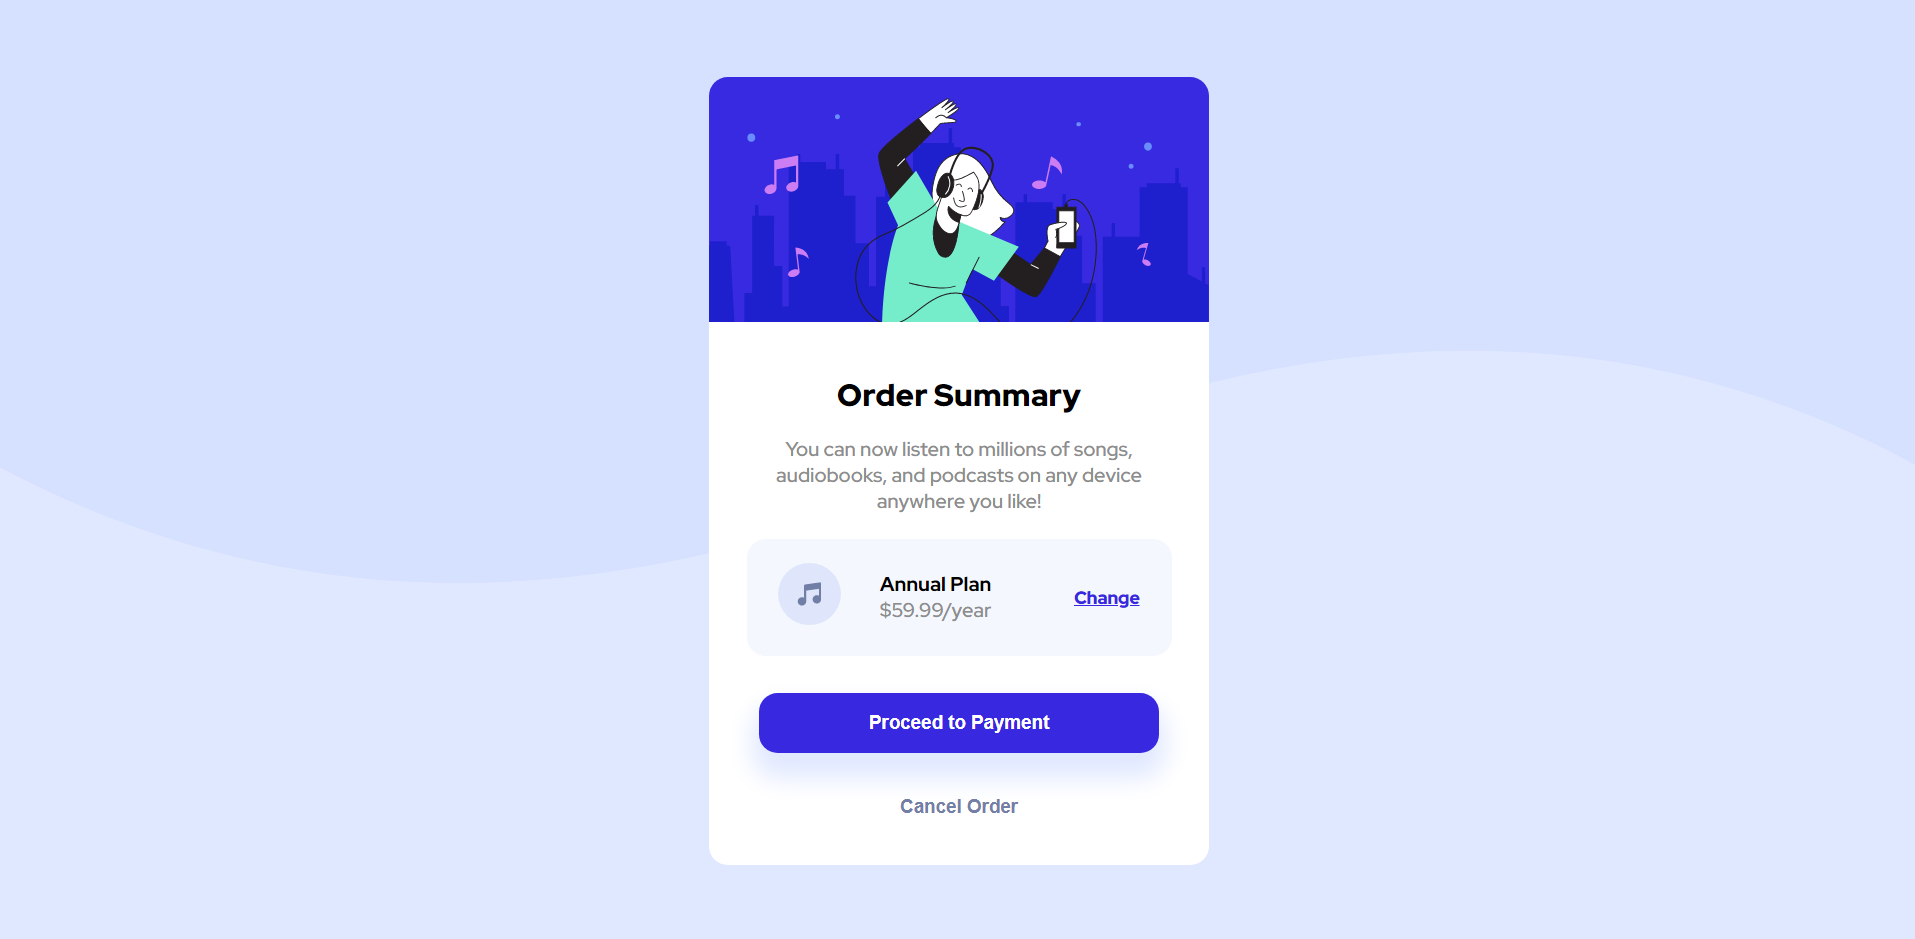 Order Summary
You can now listen to millions of songs,
audiobooks, and podcasts on any device
anywhere you like!
Annual Plan
$59.99/year
Change
Proceed to Payment
Cancel Order